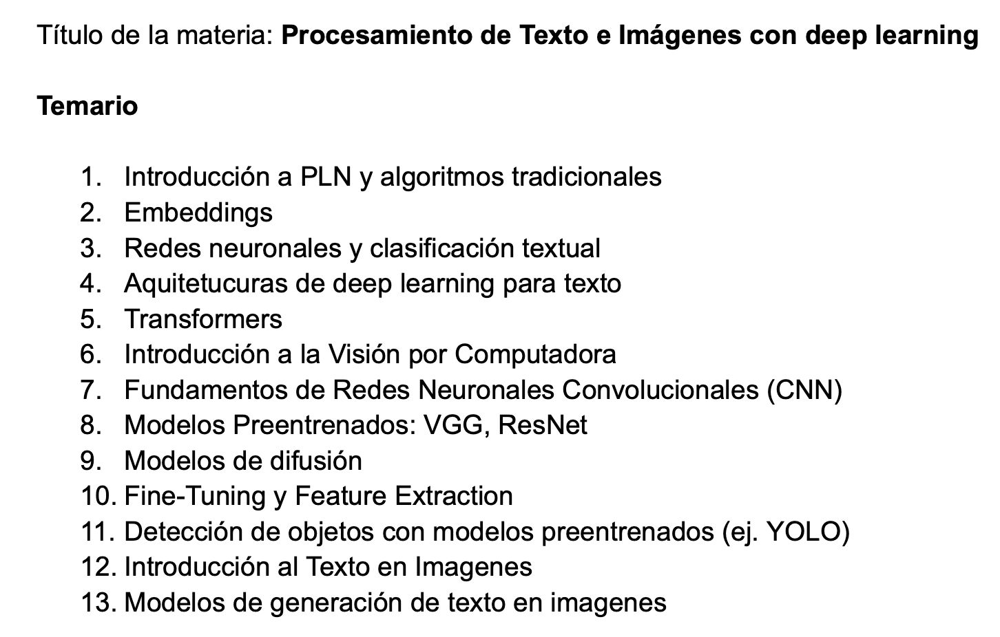 Título de la materia: Procesamiento de Texto e Imágenes con deep learning
Temario
1. Introducción a PLN y algoritmos tradicionales
2. Embeddings
3. Redes neuronales y clasificación textual
4. Aquitetucuras de deep learning para texto
5. Transformers
6. Introducción a la Visión por Computadora
7. Fundamentos de Redes Neuronales Convolucionales (CNN)
8. Modelos Preentrenados: VGG, ResNet
9. Modelos de difusión
10. Fine-Tuning y Feature Extraction
11. Detección de objetos con modelos preentrenados (ej. YOLO)
12. Introducción al Texto en Imagenes
13. Modelos de generación de texto en imagenes